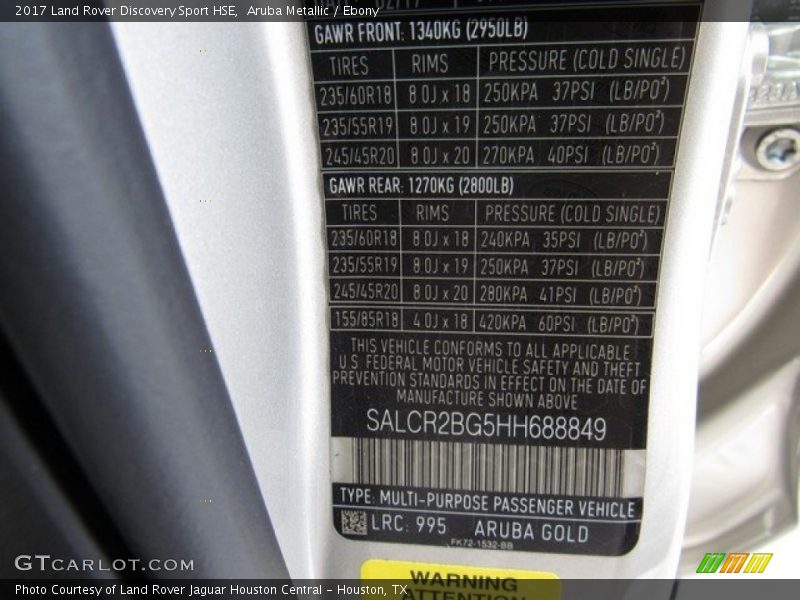 2017 Land Rover Discovery Sport HSE, Aruba Metallic / Ebony
GAWR FRONT: 1340KG (2950LB)
TIRES RIMS PRESSURE (COLD SINGLE)
235/60R18 8.0J x 18 250KPA 37PSI (LB/PO²)
235/55R19 8.0J x 19 250KPA 37PSI (LB/PO²)
245/45R20 8.0J x 20 270KPA 40PSI (LB/PO²)
GAWR REAR: 1270KG (2800LB)
TIRES RIMS PRESSURE (COLD SINGLE)
235/60R18 8.0J x 18 240KPA 35PSI (LB/PO²)
235/55R19 8.0J x 19 250KPA 37PSI (LB/PO²)
245/45R20 8.0J x 20 280KPA 41PSI (LB/PO²)
155/85R18 4.0J x 18 420KPA 60PSI (LB/PO²)
THIS VEHICLE CONFORMS TO ALL APPLICABLE
U.S. FEDERAL MOTOR VEHICLE SAFETY AND THEFT
PREVENTION STANDARDS IN EFFECT ON THE DATE OF
MANUFACTURE SHOWN ABOVE
SALCR2BG5HH688849
TYPE: MULTI-PURPOSE PASSENGER VEHICLE
LRC: 995 ARUBA GOLD
FK72-1532-BB
WARNING
ATTENTION
GTCARLOT.COM
Photo Courtesy of Land Rover Jaguar Houston Central - Houston, TX